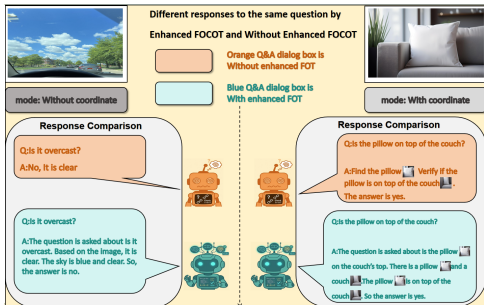 Different responses to the same question by
Enhanced FOCOT and Without Enhanced FOCOT
Orange Q&A dialog box is
Without enhanced FOT
Blue Q&A dialog box is
With enhanced FOT
mode: Without coordinate
mode: With coordinate
Response Comparison
Q:Is it overcast?
A:No, It is clear
Q:Is it overcast?
A:The question is asked about is it
overcast. Based on the image, it is
clear. The sky is blue and clear. So,
the answer is no.
Response Comparison
Q:Is the pillow on top of the couch?
A:Find the pillow . Verify if the
pillow is on top of the couch .
The answer is yes.
Q:Is the pillow on top of the couch?
A:The question is asked about is the pillow
on the couch's top. There is a pillow and a
couch .The pillow is on top of the
couch . So the answer is yes.